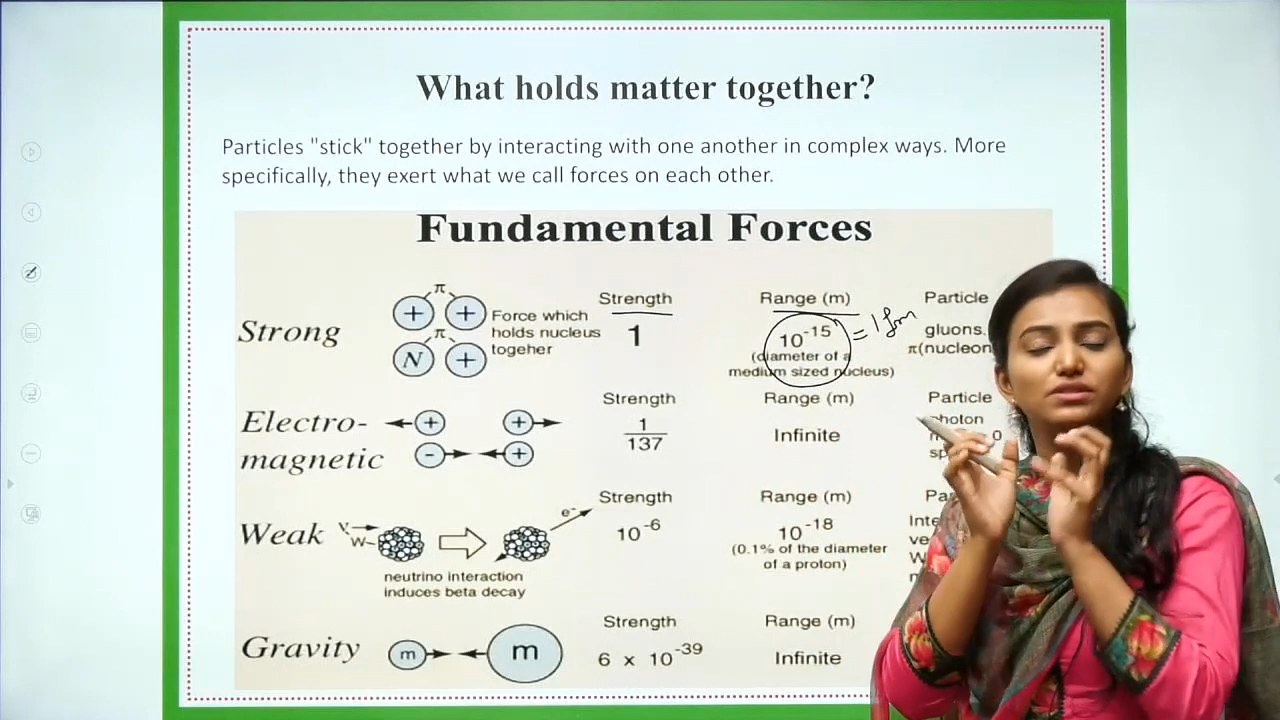 What holds matter together?
Particles "stick" together by interacting with one another in complex ways. More
specifically, they exert what we call forces on each other.
Fundamental Forces
Strong
π
+ +
π
N +
Force which
holds nucleus
togeher
Strength
1
Range (m)
10-15
= 1 fm
(diameter of a
medium sized nucleus)
Particle
gluons.
π(nucleon
Electro-
magnetic
+ +
- +
Strength
1
137
Range (m)
Infinite
Particle
photon
Weak
ν
W
e-
neutrino interaction
induces beta decay
Strength
10-6
Range (m)
10-18
(0.1% of the diameter
of a proton)
Gravity
m m
Strength
6 x 10-39
Range (m)
Infinite